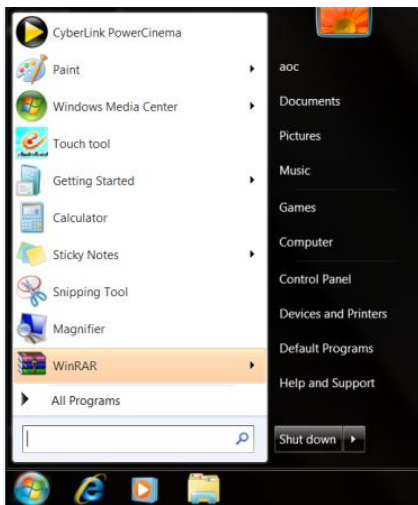 CyberLink PowerCinema
Paint
Windows Media Center
Touch tool
Getting Started
Calculator
Sticky Notes
Snipping Tool
Magnifier
WinRAR
All Programs
aoc
Documents
Pictures
Music
Games
Computer
Control Panel
Devices and Printers
Default Programs
Help and Support
Shut down